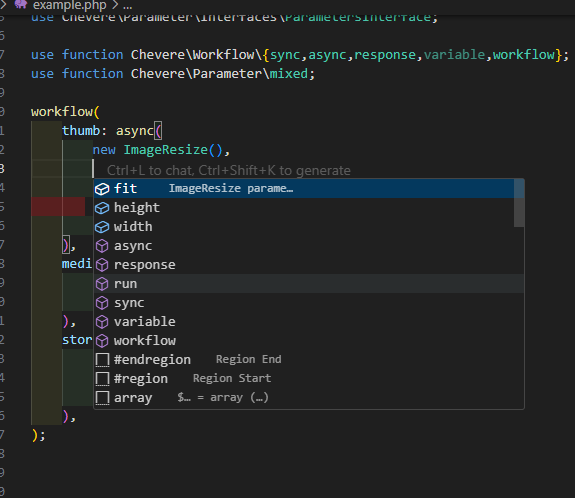 > example.php > ...
use Chevere\Parameter\Interfaces\ParametersInterface;
use function Chevere\Workflow\{sync,async,response,variable,workflow};
use function Chevere\Parameter\mixed;
workflow(
thumb: async(
new ImageResize(),
Ctrl+L to chat, Ctrl+Shift+K to generate
fit ImageResize parame…
height
width
),
async
medi
response
run
sync
),
variable
stor
workflow
#endregion Region End
#region Region Start
array $… = array (…)
),
);